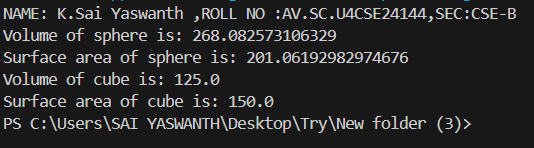 NAME: K.Sai Yaswanth ,ROLL NO :AV.SC.U4CSE24144,SEC:CSE-B
Volume of sphere is: 268.082573106329
Surface area of sphere is: 201.06192982974676
Volume of cube is: 125.0
Surface area of cube is: 150.0
PS C:\Users\SAI YASWANTH\Desktop\Try\New folder (3)>